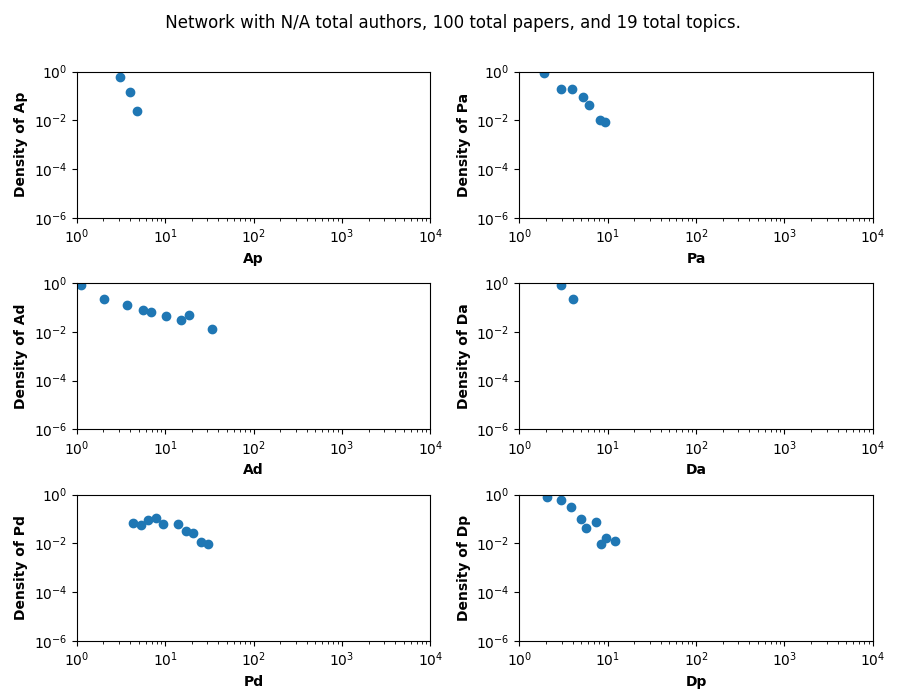 Network with N/A total authors, 100 total papers, and 19 total topics.
10^0
10^-2
10^-4
10^-6
Density of Ap
10^0 10^1 10^2 10^3 10^4
Ap
10^0
10^-2
10^-4
10^-6
Density of Pa
10^0 10^1 10^2 10^3 10^4
Pa
10^0
10^-2
10^-4
10^-6
Density of Ad
10^0 10^1 10^2 10^3 10^4
Ad
10^0
10^-2
10^-4
10^-6
Density of Da
10^0 10^1 10^2 10^3 10^4
Da
10^0
10^-2
10^-4
10^-6
Density of Pd
10^0 10^1 10^2 10^3 10^4
Pd
10^0
10^-2
10^-4
10^-6
Density of Dp
10^0 10^1 10^2 10^3 10^4
Dp